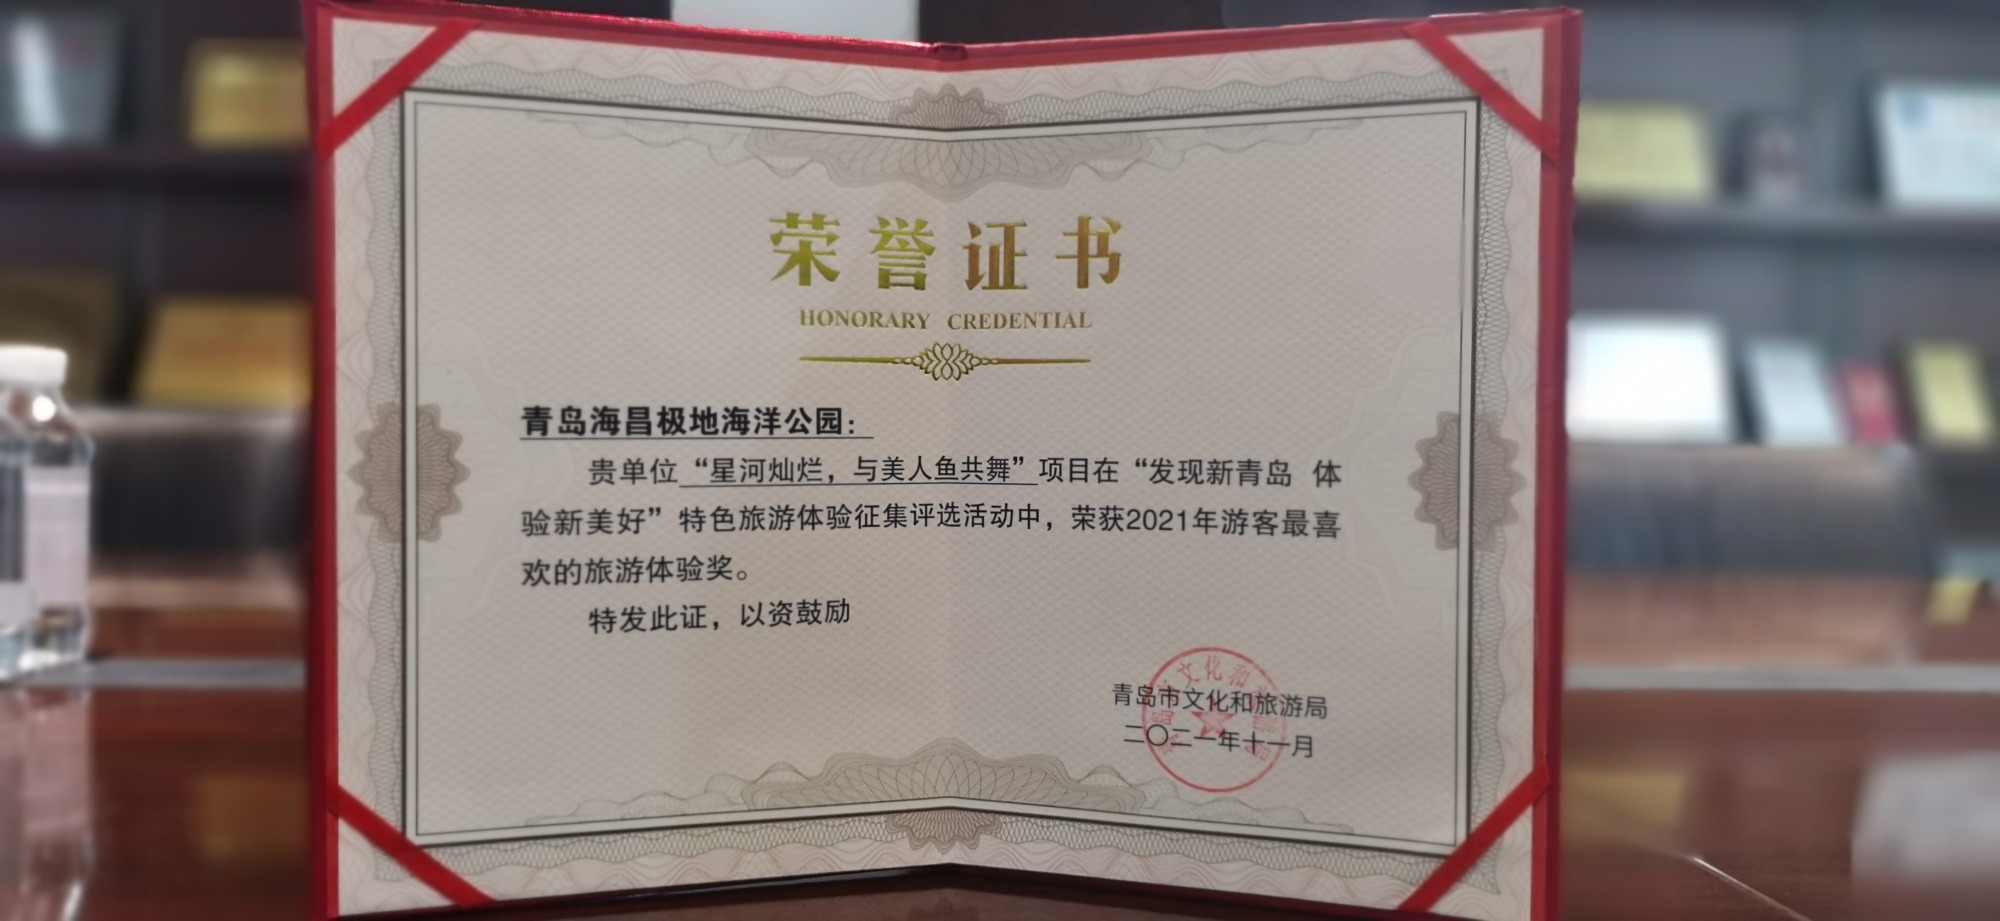 荣誉证书
HONORARY CREDENTIAL
青岛海昌极地海洋公园：
贵单位“星河灿烂，与美人鱼共舞”项目在“发现新青岛 体
验新美好”特色旅游体验征集评选活动中，荣获2021年游客最喜
欢的旅游体验奖。
特发此证，以资鼓励
青岛市文化和旅游局
二〇二一年十一月